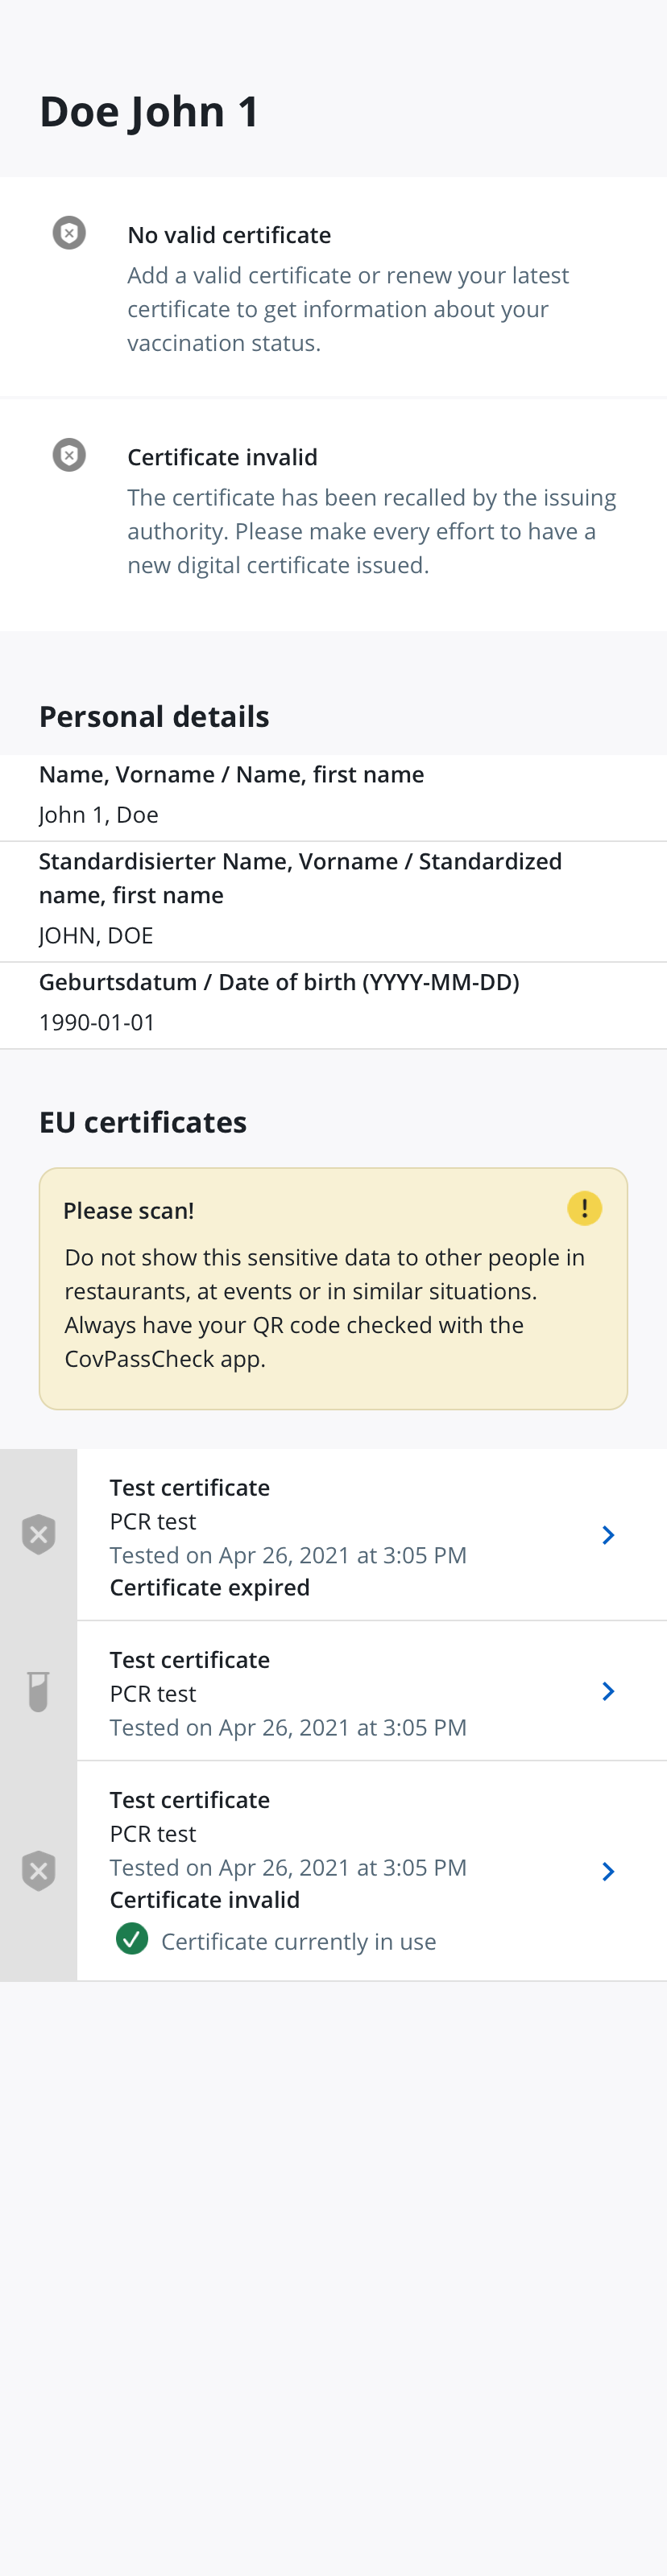 Doe John 1
No valid certificate
Add a valid certificate or renew your latest
certificate to get information about your
vaccination status.
Certificate invalid
The certificate has been recalled by the issuing
authority. Please make every effort to have a
new digital certificate issued.
Personal details
Name, Vorname / Name, first name
John 1, Doe
Standardisierter Name, Vorname / Standardized
name, first name
JOHN, DOE
Geburtsdatum / Date of birth (YYYY-MM-DD)
1990-01-01
EU certificates
Please scan!
Do not show this sensitive data to other people in
restaurants, at events or in similar situations.
Always have your QR code checked with the
CovPassCheck app.
Test certificate
PCR test
Tested on Apr 26, 2021 at 3:05 PM
Certificate expired
Test certificate
PCR test
Tested on Apr 26, 2021 at 3:05 PM
Test certificate
PCR test
Tested on Apr 26, 2021 at 3:05 PM
Certificate invalid
Certificate currently in use